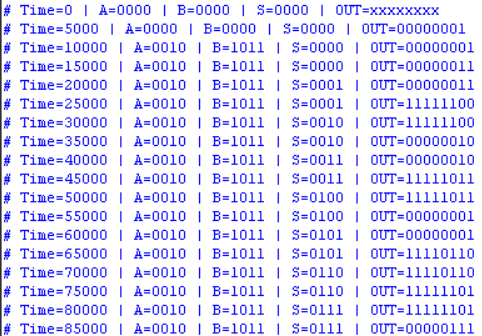 # Time=0 | A=0000 | B=0000 | S=0000 | OUT=xxxxxxxx
# Time=5000 | A=0000 | B=0000 | S=0000 | OUT=00000001
# Time=10000 | A=0010 | B=1011 | S=0000 | OUT=00000001
# Time=15000 | A=0010 | B=1011 | S=0000 | OUT=00000011
# Time=20000 | A=0010 | B=1011 | S=0001 | OUT=00000011
# Time=25000 | A=0010 | B=1011 | S=0001 | OUT=11111100
# Time=30000 | A=0010 | B=1011 | S=0010 | OUT=11111100
# Time=35000 | A=0010 | B=1011 | S=0010 | OUT=00000010
# Time=40000 | A=0010 | B=1011 | S=0011 | OUT=00000010
# Time=45000 | A=0010 | B=1011 | S=0011 | OUT=11111011
# Time=50000 | A=0010 | B=1011 | S=0100 | OUT=11111011
# Time=55000 | A=0010 | B=1011 | S=0100 | OUT=00000001
# Time=60000 | A=0010 | B=1011 | S=0101 | OUT=00000001
# Time=65000 | A=0010 | B=1011 | S=0101 | OUT=11110110
# Time=70000 | A=0010 | B=1011 | S=0110 | OUT=11110110
# Time=75000 | A=0010 | B=1011 | S=0110 | OUT=11111101
# Time=80000 | A=0010 | B=1011 | S=0111 | OUT=11111101
# Time=85000 | A=0010 | B=1011 | S=0111 | OUT=00000111